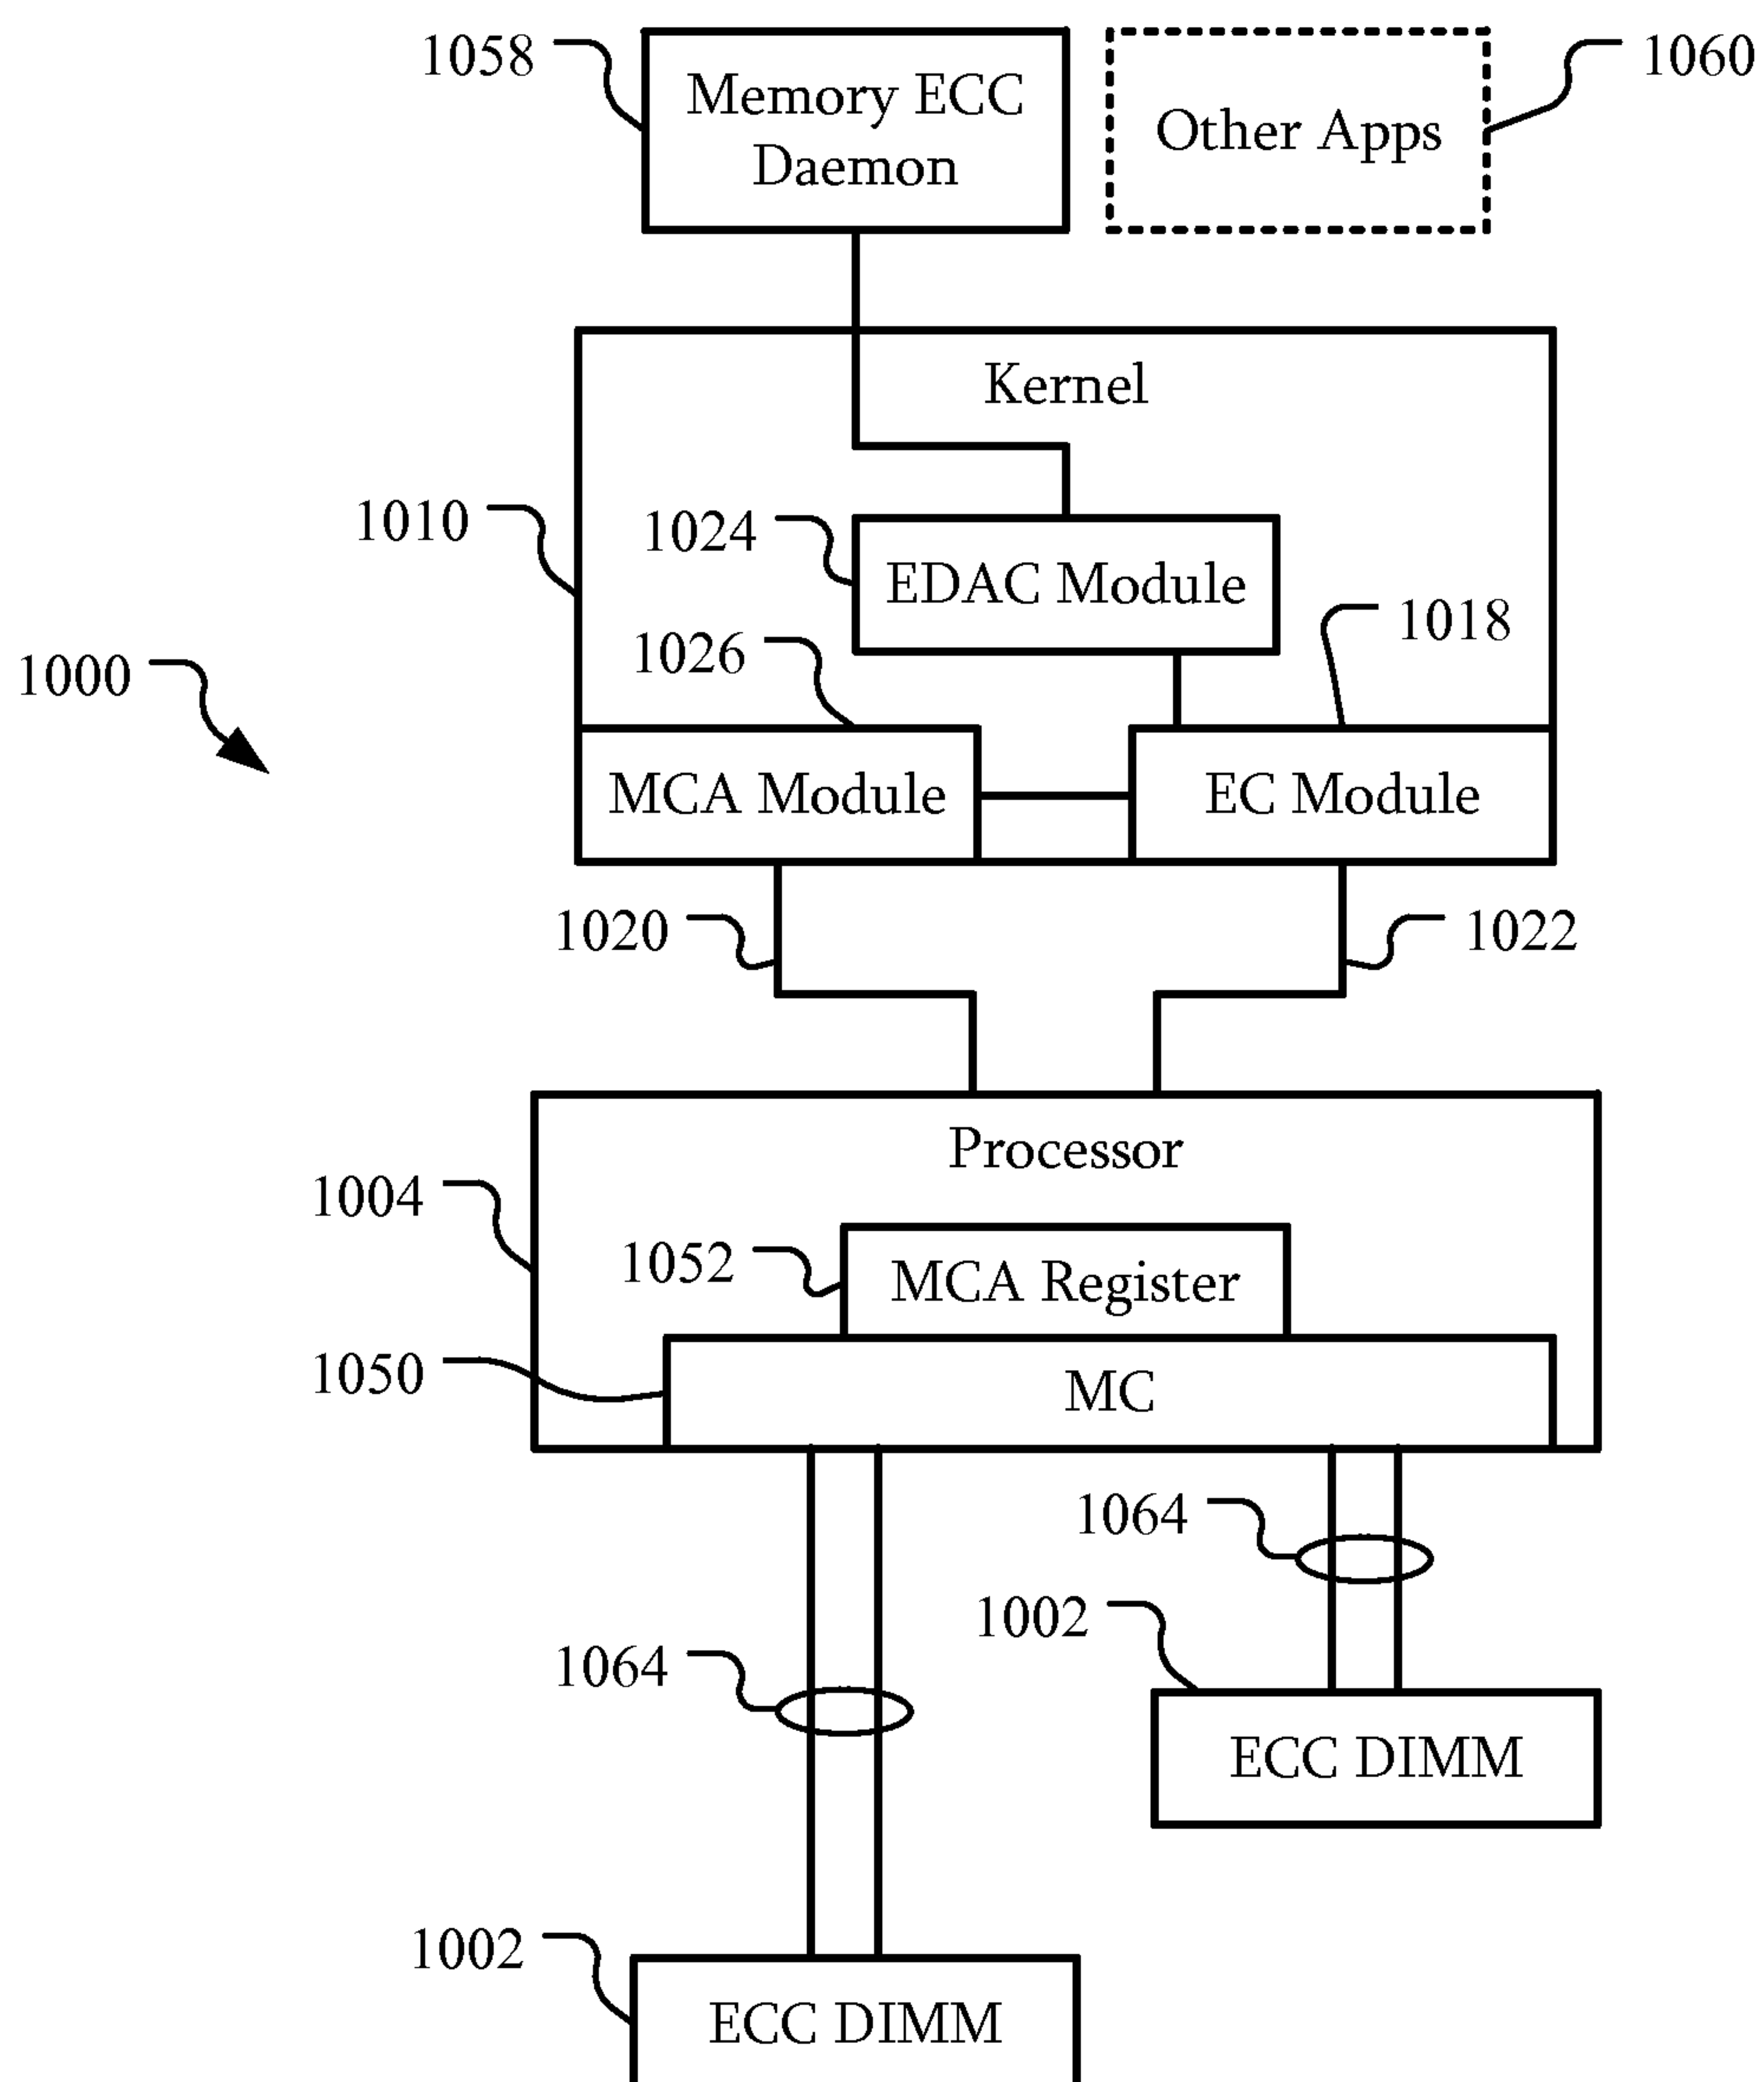 1058
Memory ECC
Daemon
Other Apps
1060
Kernel
1010
1024
EDAC Module
1018
1026
1000
MCA Module
EC Module
1020
1022
Processor
1004
1052
MCA Register
1050
MC
1064
1002
1064
ECC DIMM
1002
ECC DIMM